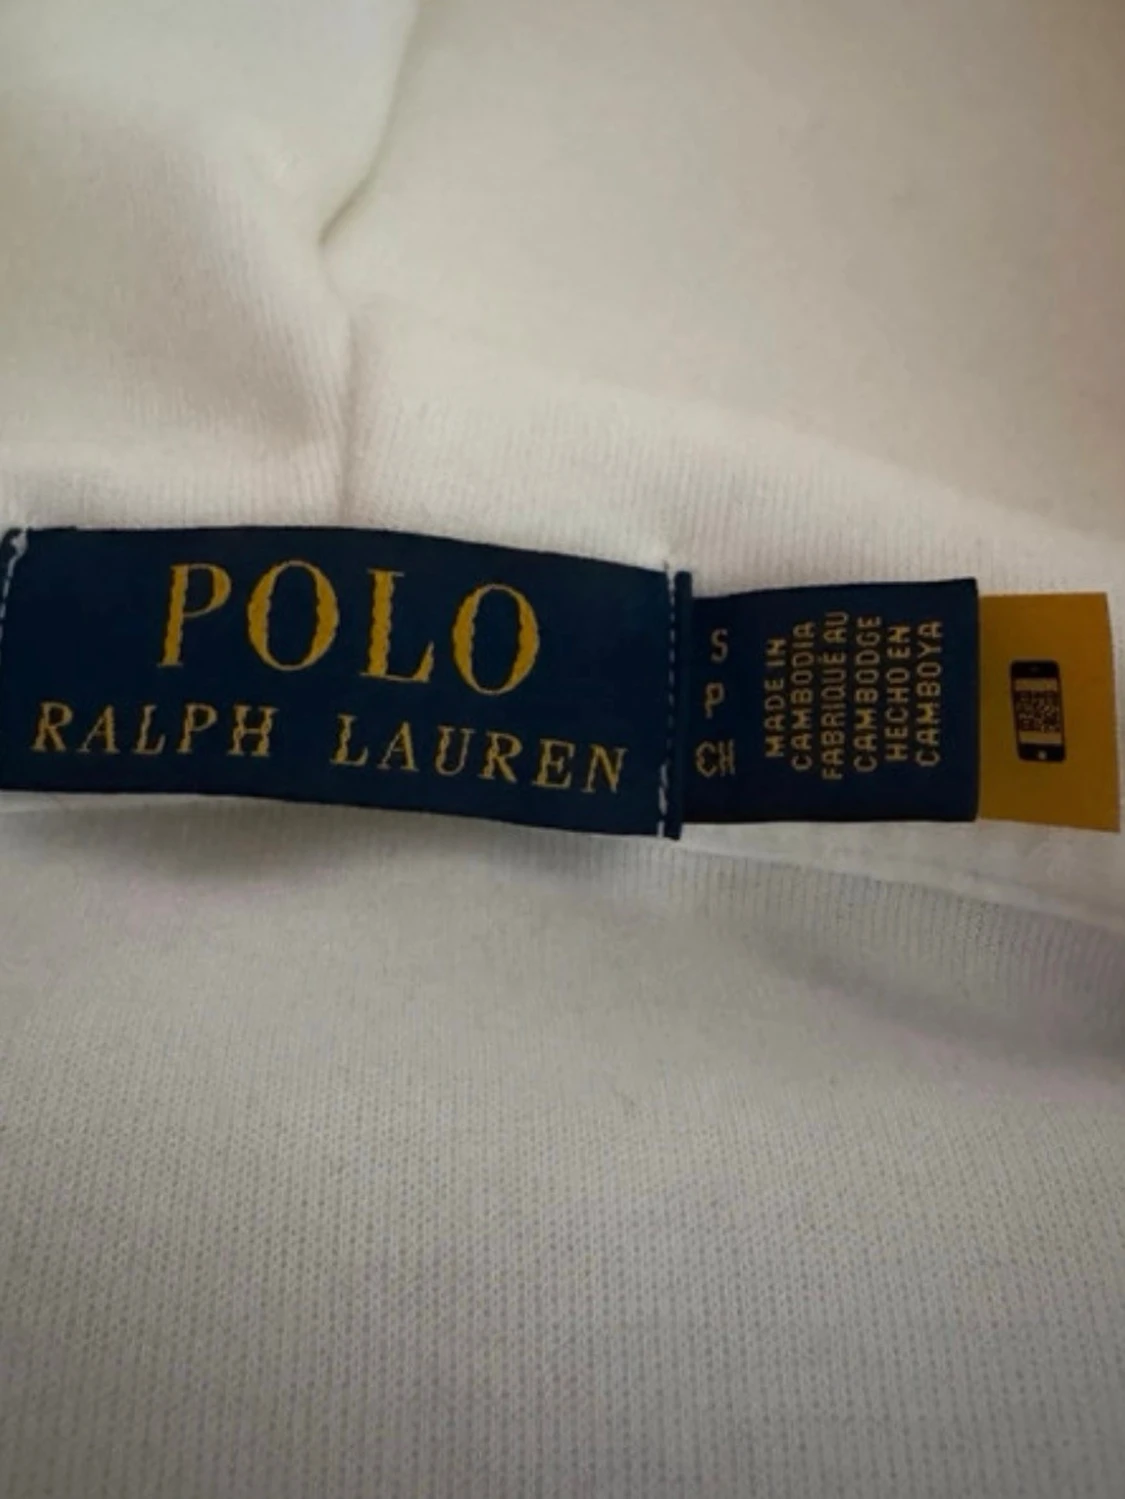 POLO
RALPH LAUREN
S
P
CH
MADE IN
CAMBODIA
FABRIQUÉ AU
CAMBODGE
HECHO EN
CAMBOYA